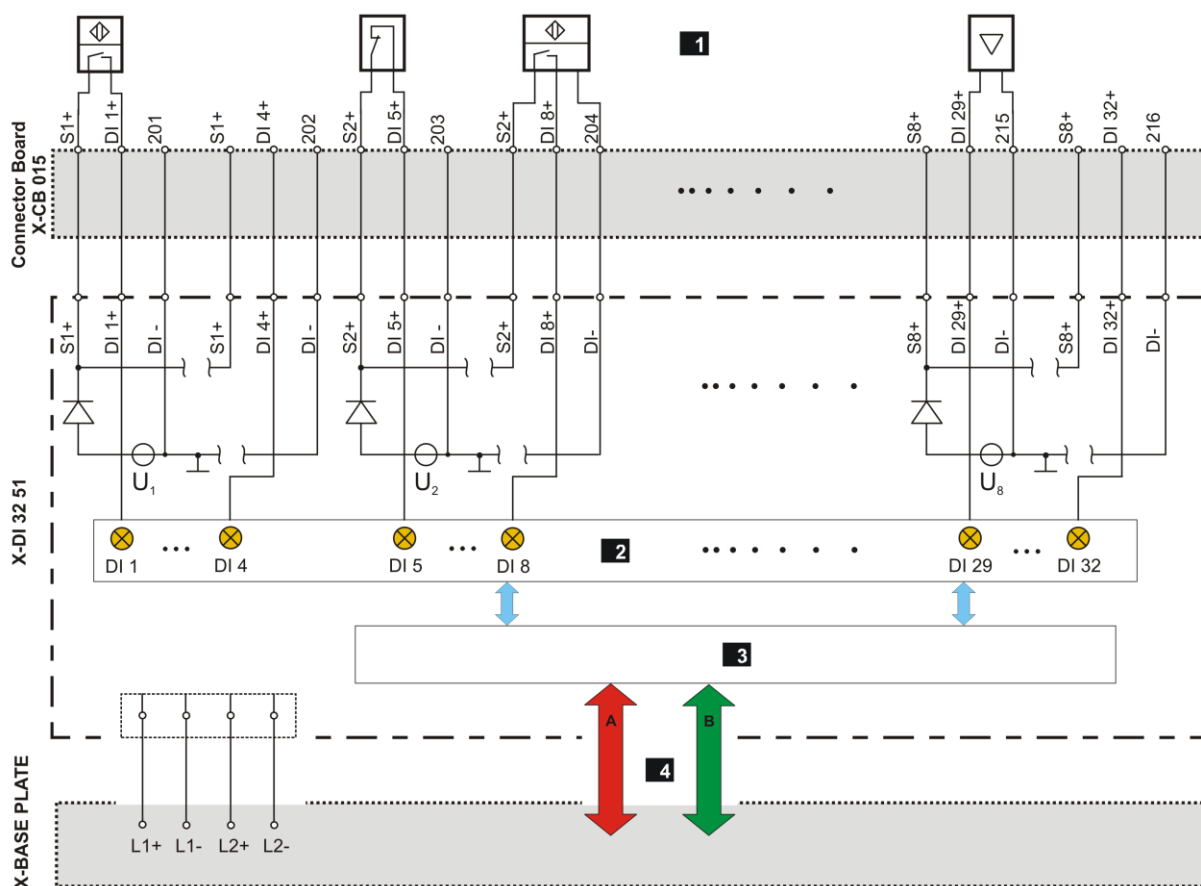 1
S1+ DI 1+ 201 S1+ DI 4+ 202 S2+ DI 5+ 203 S2+ DI 8+ 204 S8+ DI 29+ 215 S8+ DI 32+ 216
Connector Board
X-CB 015
S1+ DI 1+ DI - S1+ DI 4+ DI - S2+ DI 5+ DI - S2+ DI 8+ DI- S8+ DI 29+ DI- S8+ DI 32+ DI-
U1 U2 U8
X-DI 32 51
DI 1 ... DI 4 DI 5 ... DI 8 2 DI 29 ... DI 32
3
A B
4
X-BASE PLATE
L1+ L1- L2+ L2-